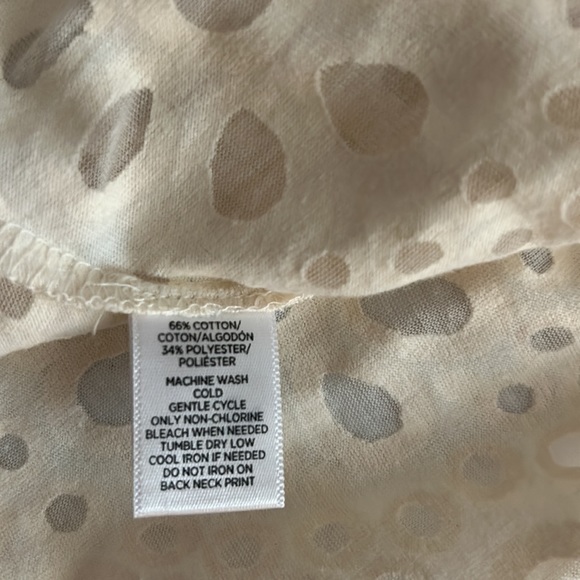 66% COTTON/
COTON/ALGODÓN
34% POLYESTER/
POLIÉSTER
MACHINE WASH
COLD
GENTLE CYCLE
ONLY NON-CHLORINE
BLEACH WHEN NEEDED
TUMBLE DRY LOW
COOL IRON IF NEEDED
DO NOT IRON ON
BACK NECK PRINT